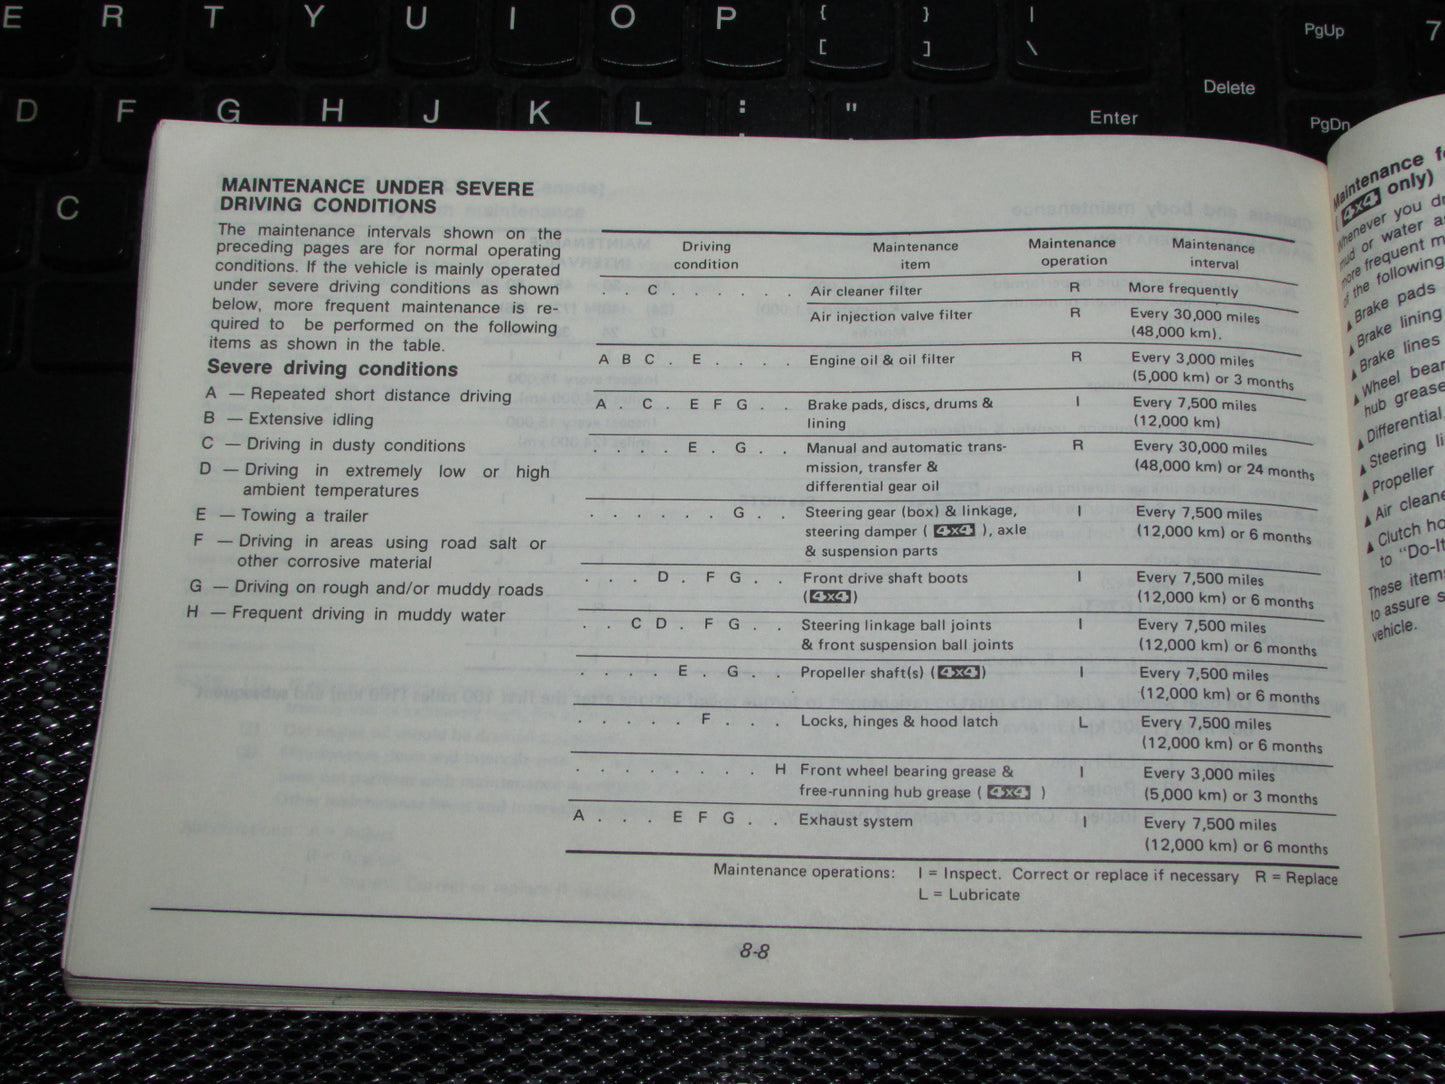 E R T Y U I O P { [ } ] | \ PgUp 7
Delete
D F G H J K L : " Enter PgDn
C
MAINTENANCE UNDER SEVERE
DRIVING CONDITIONS
The maintenance intervals shown on the
preceding pages are for normal operating
conditions. If the vehicle is mainly operated
under severe driving conditions as shown
below, more frequent maintenance is re-
quired to be performed on the following
items as shown in the table.
Severe driving conditions
A — Repeated short distance driving
B — Extensive idling
C — Driving in dusty conditions
D — Driving in extremely low or high
ambient temperatures
E — Towing a trailer
F — Driving in areas using road salt or
other corrosive material
G — Driving on rough and/or muddy roads
H — Frequent driving in muddy water
Driving Maintenance Maintenance Maintenance
condition item operation interval
. . C . . . . . Air cleaner filter R More frequently
Air injection valve filter R Every 30,000 miles
(48,000 km).
A B C . E . . . . Engine oil & oil filter R Every 3,000 miles
(5,000 km) or 3 months
A . C . E F G . . Brake pads, discs, drums & I Every 7,500 miles
lining (12,000 km)
. . . . E . G . . Manual and automatic trans- R Every 30,000 miles
mission, transfer & (48,000 km) or 24 months
differential gear oil
. . . . . . G . . Steering gear (box) & linkage, I Every 7,500 miles
steering damper ( 4x4 ), axle (12,000 km) or 6 months
& suspension parts
. . . D . F G . . Front drive shaft boots I Every 7,500 miles
(4x4) (12,000 km) or 6 months
. . C D . F G . . Steering linkage ball joints I Every 7,500 miles
& front suspension ball joints (12,000 km) or 6 months
. . . . E . G . . Propeller shaft(s) (4x4) I Every 7,500 miles
(12,000 km) or 6 months
. . . . . F . . . Locks, hinges & hood latch L Every 7,500 miles
(12,000 km) or 6 months
. . . . . . . . H Front wheel bearing grease & I Every 3,000 miles
free-running hub grease ( 4x4 ) (5,000 km) or 3 months
A . . . E F G . . Exhaust system I Every 7,500 miles
(12,000 km) or 6 months
Maintenance operations: I = Inspect. Correct or replace if necessary R = Replace
L = Lubricate
8-8
Maintenance
( 4x4 only)
Whenever you
mud or water
more frequent
of the following
▲ Brake pads
▲ Brake lining
▲ Brake lines
▲ Wheel
hub grease
▲ Differential,
▲ Steering
▲ Propeller
▲ Air
▲ Clutch
to
These
to assure
vehicle.